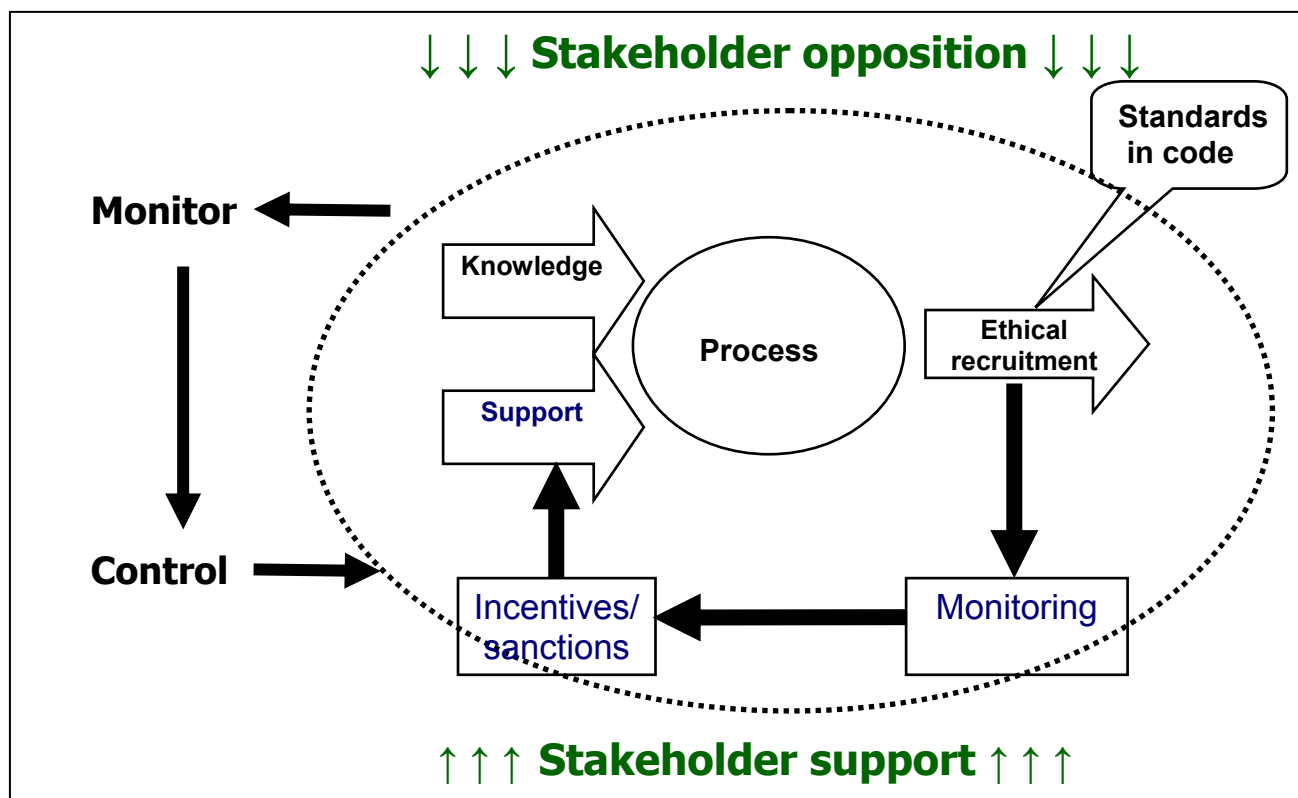 ↓ ↓ ↓ Stakeholder opposition ↓ ↓ ↓
Standards
in code
Monitor
Knowledge
Process
Ethical
recruitment
Support
Control
Incentives/
sanctions
Monitoring
↑ ↑ ↑ Stakeholder support ↑ ↑ ↑